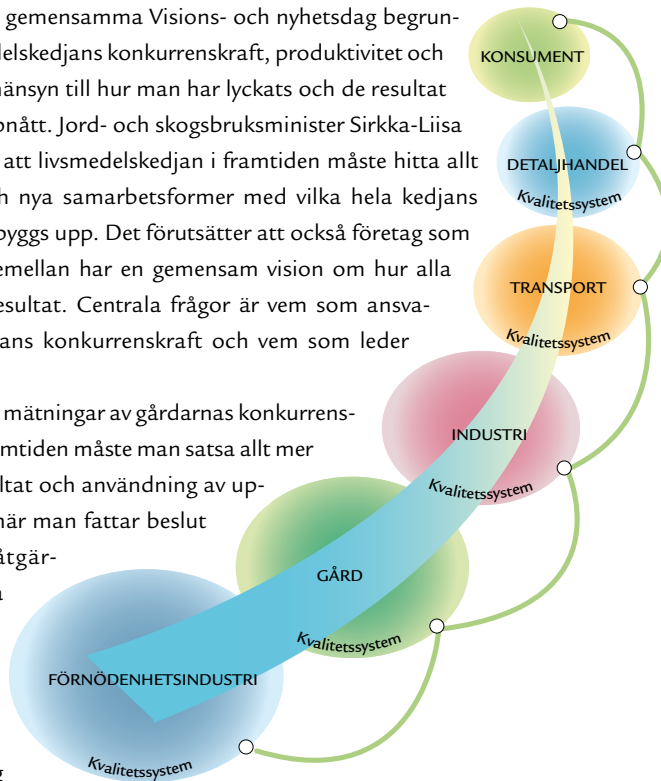 gemensamma Visions- och nyhetsdag begrun-
delskedjans konkurrenskraft, produktivitet och
hänsyn till hur man har lyckats och de resultat
pnått. Jord- och skogsbruksminister Sirkka-Liisa
att livsmedelskedjan i framtiden måste hitta allt
nya samarbetsformer med vilka hela kedjans
byggs upp. Det förutsätter att också företag som
emellan har en gemensam vision om hur alla
esultat. Centrala frågor är vem som ansva-
ans konkurrenskraft och vem som leder
mätningar av gårdarnas konkurrens-
amtiden måste man satsa allt mer
ltat och användning av up-
när man fattar beslut
åtgär-
KONSUMENT
DETALJHANDEL
Kvalitetssystem
TRANSPORT
Kvalitetssystem
INDUSTRI
Kvalitetssystem
GÅRD
Kvalitetssystem
FÖRNÖDENHETSINDUSTRI
Kvalitetssystem